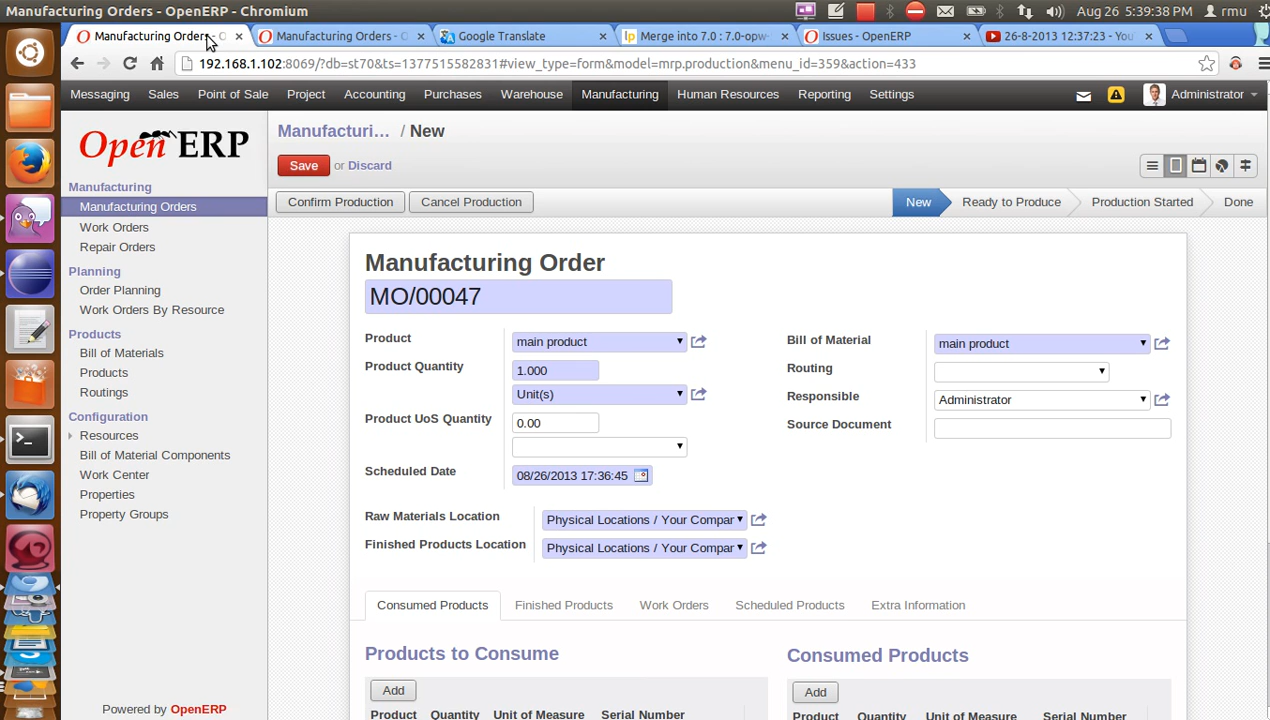 Manufacturing Orders - OpenERP - Chromium
Aug 26 5:39:38 PM
rmu
Manufacturing Orders - O
Manufacturing Orders - O
Google Translate
Merge into 7.0 : 7.0-opw-
Issues - OpenERP
26-8-2013 12:37:23 - You
192.168.1.102:8069/?db=st70&ts=1377515582831#view_type=form&model=mrp.production&menu_id=359&action=433
Messaging Sales Point of Sale Project Accounting Purchases Warehouse Manufacturing Human Resources Reporting Settings
Administrator
Open ERP
Manufacturing
Manufacturing Orders
Work Orders
Repair Orders
Planning
Order Planning
Work Orders By Resource
Products
Bill of Materials
Products
Routings
Configuration
Resources
Bill of Material Components
Work Center
Properties
Property Groups
Powered by OpenERP
Manufacturi... / New
Save or Discard
Confirm Production Cancel Production
New Ready to Produce Production Started Done
Manufacturing Order
MO/00047
Product main product
Product Quantity 1.000
Unit(s)
Product UoS Quantity 0.00
Scheduled Date 08/26/2013 17:36:45
Bill of Material main product
Routing
Responsible Administrator
Source Document
Raw Materials Location Physical Locations / Your Compar
Finished Products Location Physical Locations / Your Compar
Consumed Products Finished Products Work Orders Scheduled Products Extra Information
Products to Consume
Add
Product Quantity Unit of Measure Serial Number
Consumed Products
Add
Product Quantity Unit of Measure Serial Number